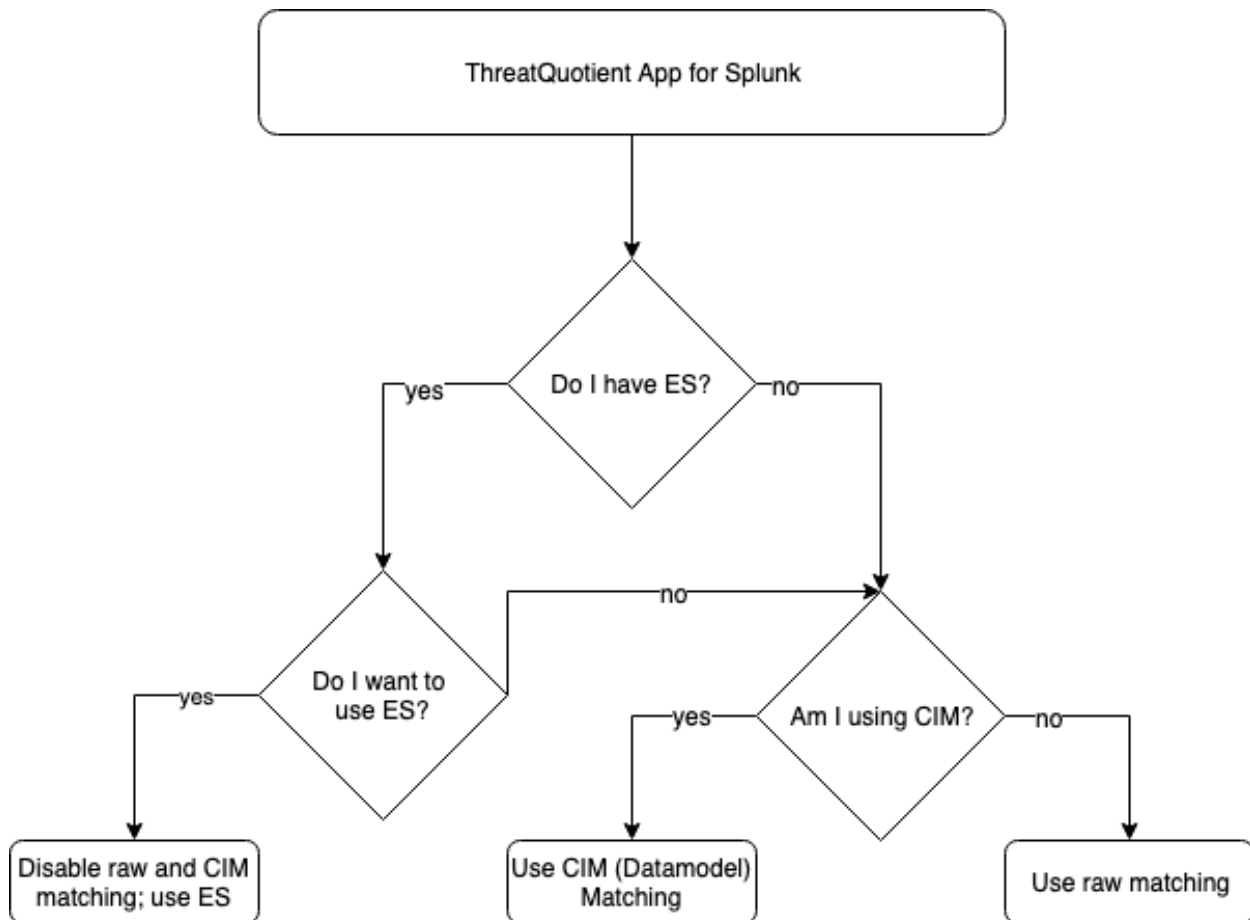 ThreatQuotient App for Splunk
Do I have ES?
yes
no
no
Do I want to
use ES?
yes
Am I using CIM?
yes
no
Disable raw and CIM
matching; use ES
Use CIM (Datamodel)
Matching
Use raw matching